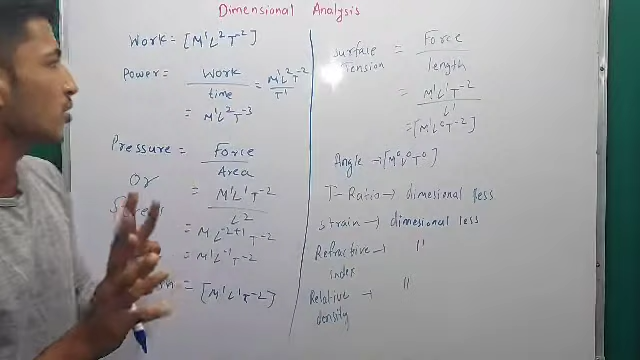 Dimensional Analysis
Work = [M¹L²T⁻²]
Power = Work / time = M¹L²T⁻² / T¹
= M¹L²T⁻³
Pressure = Force / Area
Or
= M¹L¹T⁻² / L²
= M L⁻²⁺¹ T⁻²
= M¹L⁻¹T⁻²
= [M¹L¹T⁻²]
Surface Tension = Force / length
= M¹L¹T⁻² / L¹
= [M¹L⁰T⁻²]
Angle → [M⁰L⁰T⁰]
T-Ratio → dimesional less
Strain → dimesional less
Refractive index → "
Relative density → "